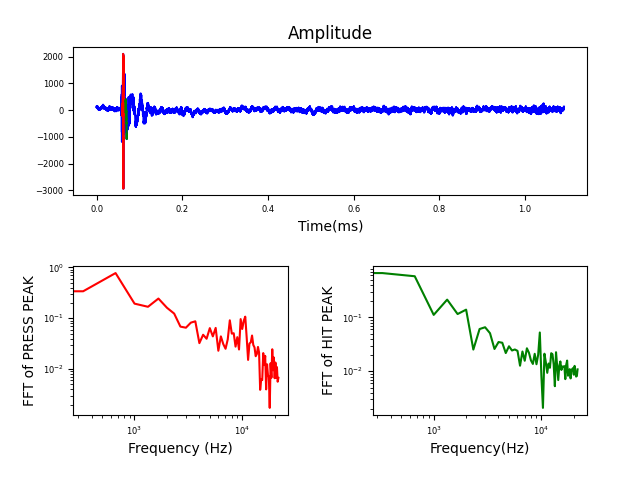 Amplitude
2000
1000
0
−1000
−2000
−3000
0.0 0.2 0.4 0.6 0.8 1.0
Time(ms)
FFT of PRESS PEAK
10⁰
10⁻¹
10⁻²
10³ 10⁴
Frequency (Hz)
FFT of HIT PEAK
10⁻¹
10⁻²
10³ 10⁴
Frequency(Hz)